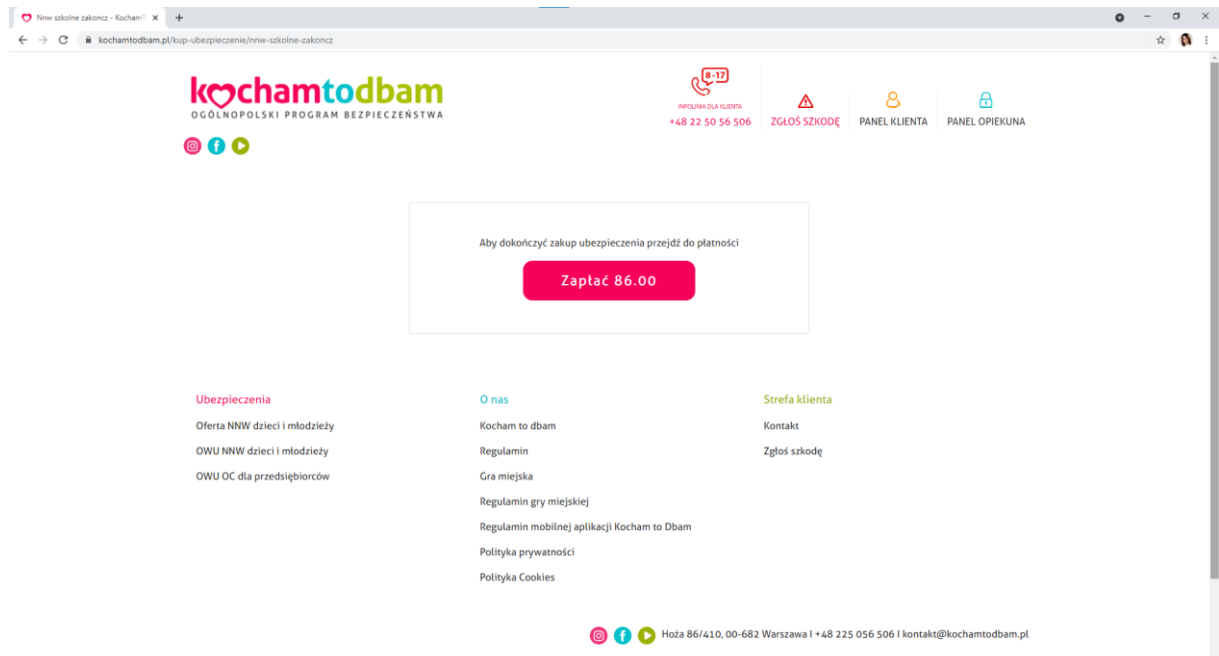 Nnw szkolne zakoncz - KochamT
kochamtodbam.pl/kup-ubezpieczenie/nnw-szkolne-zakoncz
kochamtodbam
OGÓLNOPOLSKI PROGRAM BEZPIECZEŃSTWA
8-17
INFOLINIA DLA KLIENTA
+48 22 50 56 506
ZGŁOŚ SZKODĘ
PANEL KLIENTA
PANEL OPIEKUNA
Aby dokończyć zakup ubezpieczenia przejdź do płatności
Zapłać 86.00
Ubezpieczenia
Oferta NNW dzieci i młodzieży
OWU NNW dzieci i młodzieży
OWU OC dla przedsiębiorców
O nas
Kocham to dbam
Regulamin
Gra miejska
Regulamin gry miejskiej
Regulamin mobilnej aplikacji Kocham to Dbam
Polityka prywatności
Polityka Cookies
Strefa klienta
Kontakt
Zgłoś szkodę
Hoża 86/410, 00-682 Warszawa I +48 225 056 506 I kontakt@kochamtodbam.pl